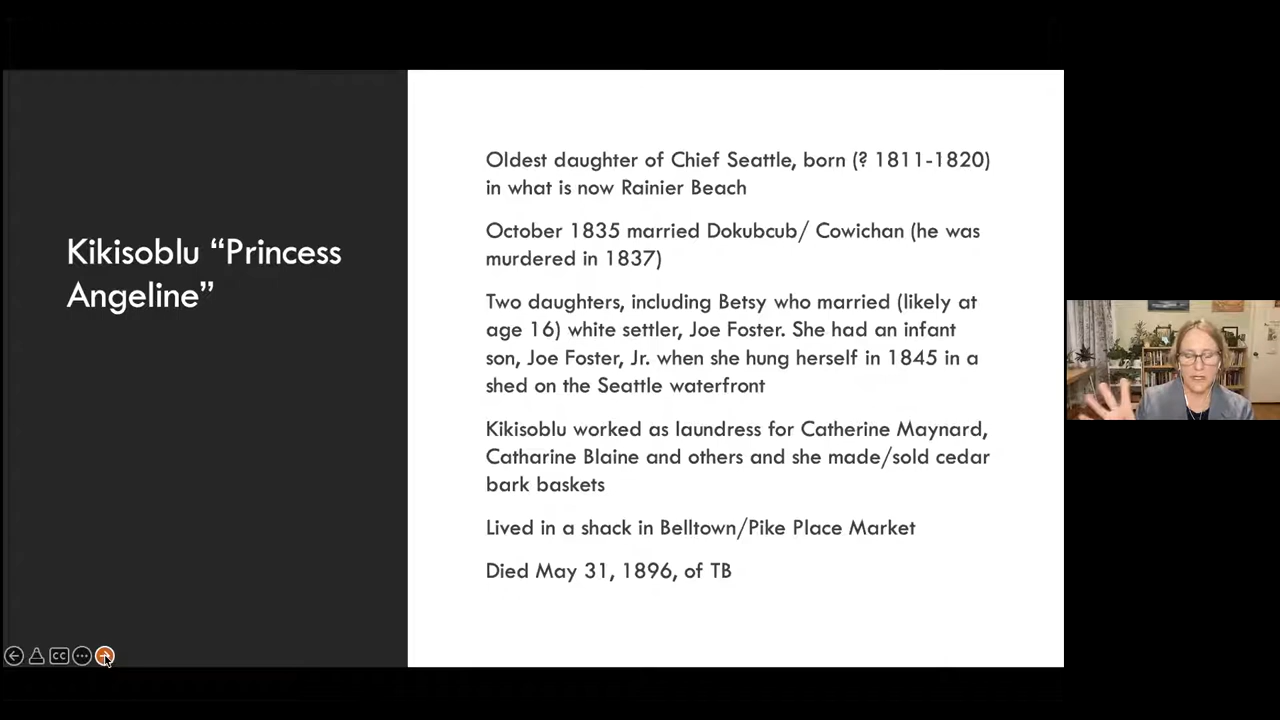 Kikisoblu “Princess
Angeline”
Oldest daughter of Chief Seattle, born (? 1811-1820)
in what is now Rainier Beach
October 1835 married Dokubcub/ Cowichan (he was
murdered in 1837)
Two daughters, including Betsy who married (likely at
age 16) white settler, Joe Foster. She had an infant
son, Joe Foster, Jr. when she hung herself in 1845 in a
shed on the Seattle waterfront
Kikisoblu worked as laundress for Catherine Maynard,
Catharine Blaine and others and she made/sold cedar
bark baskets
Lived in a shack in Belltown/Pike Place Market
Died May 31, 1896, of TB
CC